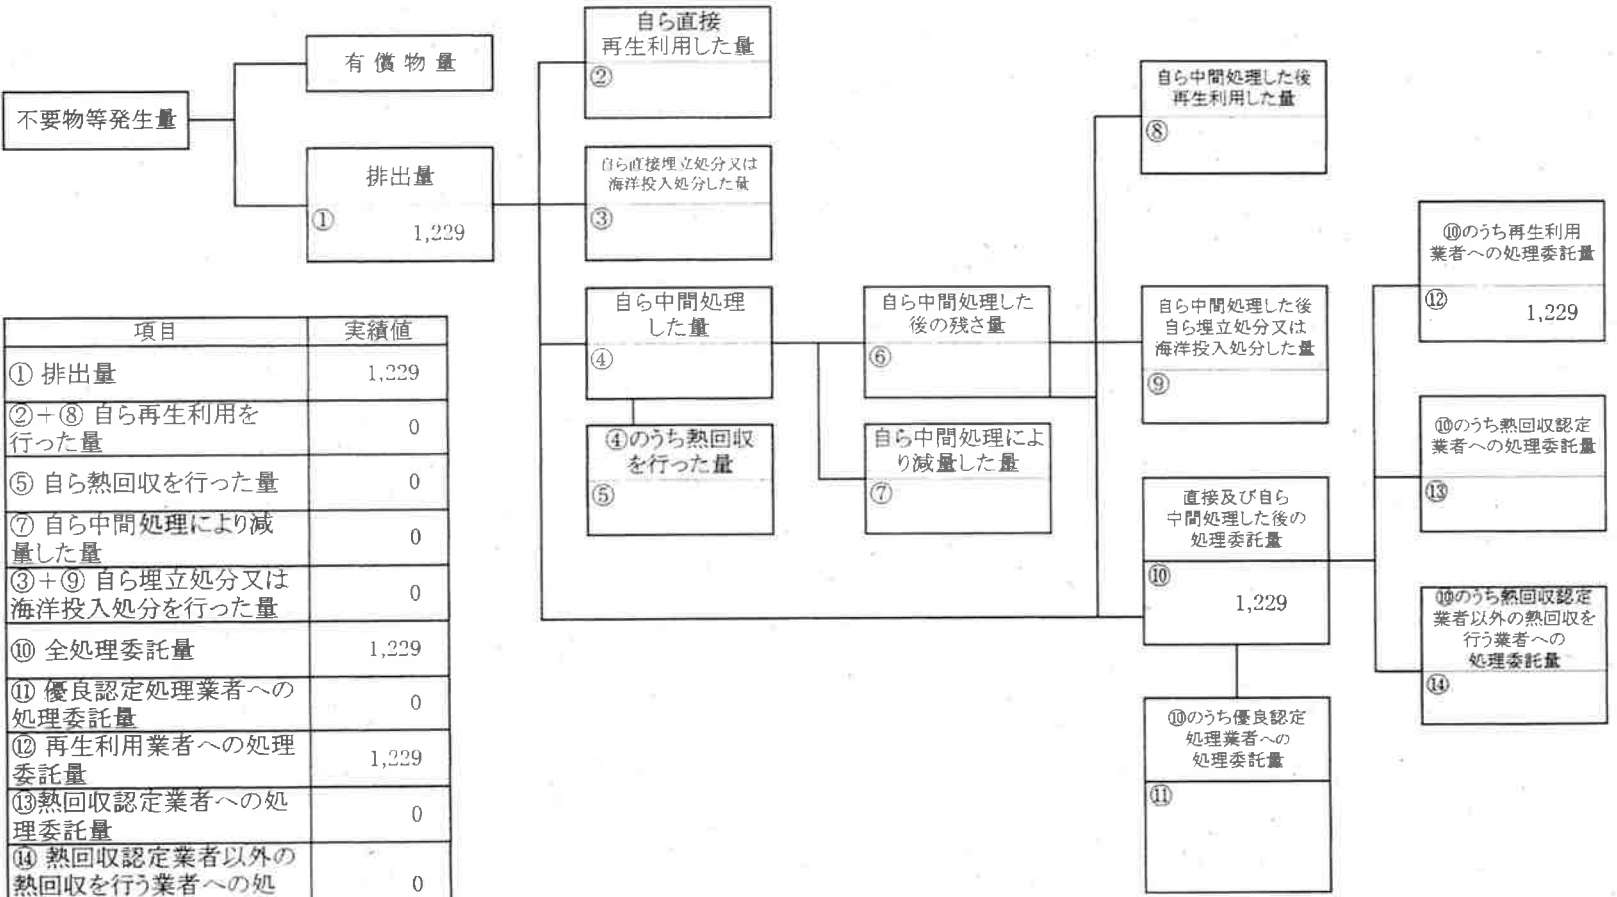 不要物等発生量
有償物量
排出量
①
1,229
自ら直接
再生利用した量
②
自ら直接埋立処分又は
海洋投入処分した量
③
自ら中間処理
した量
④
④のうち熱回収
を行った量
⑤
自ら中間処理した
後の残さ量
⑥
自ら中間処理によ
り減量した量
⑦
自ら中間処理した後
再生利用した量
⑧
自ら中間処理した後
自ら埋立処分又は
海洋投入処分した量
⑨
直接及び自ら
中間処理した後の
処理委託量
⑩
1,229
⑩のうち優良認定
処理業者への
処理委託量
⑪
⑩のうち再生利用
業者への処理委託量
⑫
1,229
⑩のうち熱回収認定
業者への処理委託量
⑬
⑩のうち熱回収認定
業者以外の熱回収を
行う業者への
処理委託量
⑭
項目 実績値
① 排出量 1,229
②+⑧ 自ら再生利用を
行った量 0
⑤ 自ら熱回収を行った量 0
⑦ 自ら中間処理により減
量した量 0
③+⑨ 自ら埋立処分又は
海洋投入処分を行った量 0
⑩ 全処理委託量 1,229
⑪ 優良認定処理業者への
処理委託量 0
⑫ 再生利用業者への処理
委託量 1,229
⑬熱回収認定業者への処
理委託量 0
⑭ 熱回収認定業者以外の
熱回収を行う業者への処 0